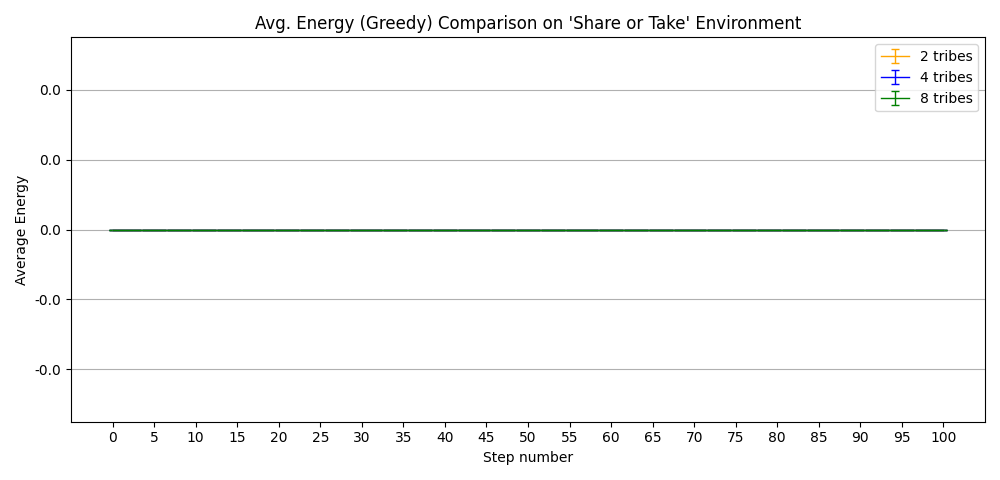 Avg. Energy (Greedy) Comparison on 'Share or Take' Environment
2 tribes
4 tribes
8 tribes
Average Energy
0.0
0.0
0.0
-0.0
-0.0
0 5 10 15 20 25 30 35 40 45 50 55 60 65 70 75 80 85 90 95 100
Step number